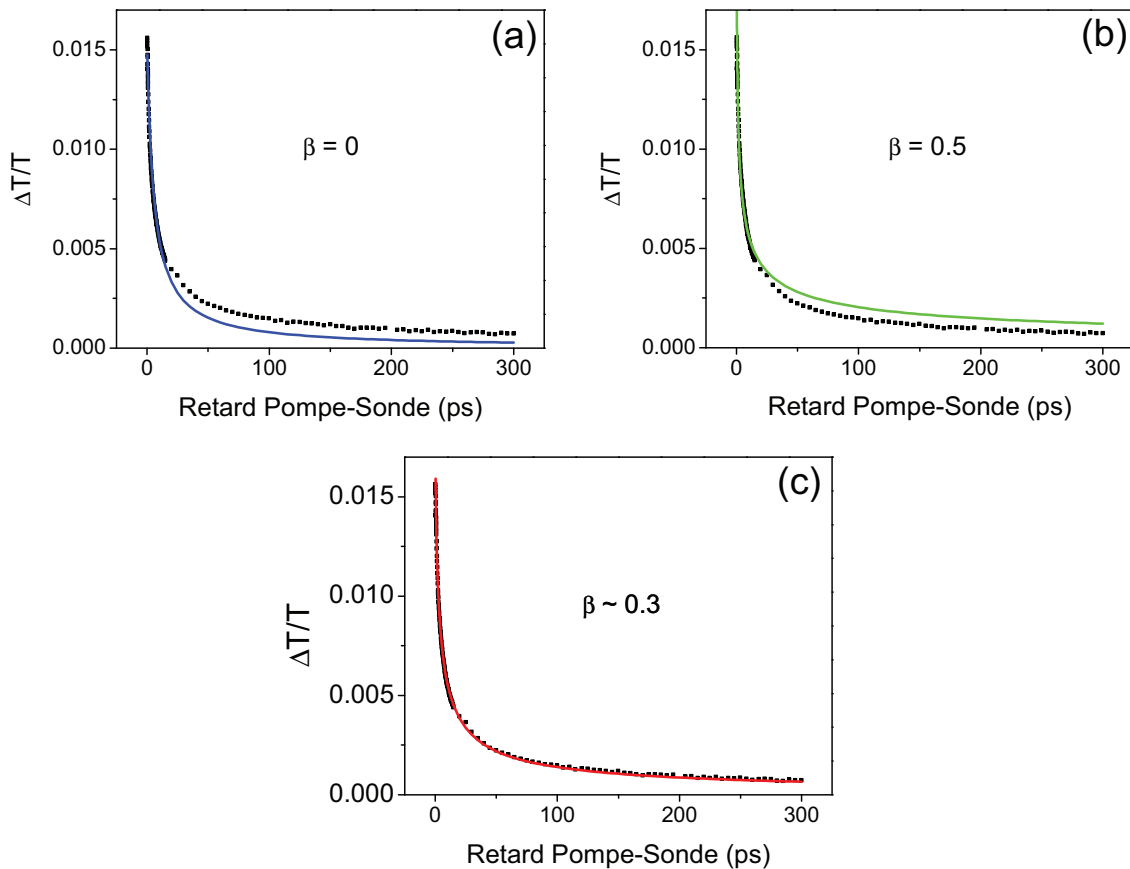 (a)
0.015
0.010
0.005
0.000
ΔT/T
β = 0
0 100 200 300
Retard Pompe-Sonde (ps)
(b)
0.015
0.010
0.005
0.000
ΔT/T
β = 0.5
0 100 200 300
Retard Pompe-Sonde (ps)
(c)
0.015
0.010
0.005
0.000
ΔT/T
β ~ 0.3
0 100 200 300
Retard Pompe-Sonde (ps)